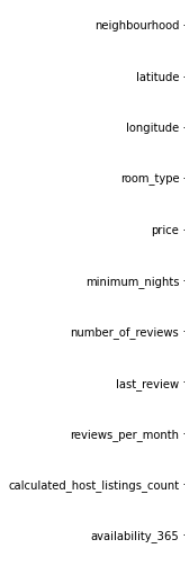 neighbourhood
latitude
longitude
room_type
price
minimum_nights
number_of_reviews
last_review
reviews_per_month
calculated_host_listings_count
availability_365